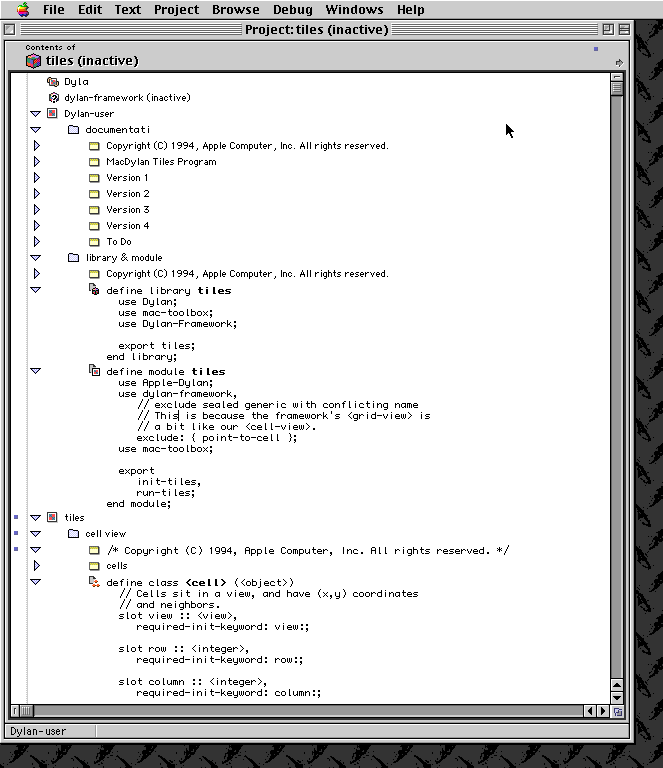 File Edit Text Project Browse Debug Windows Help
Project: tiles (inactive)
Contents of
tiles (inactive)
Dyla
dylan-framework (inactive)
Dylan-user
documentati
Copyright (C) 1994, Apple Computer, Inc. All rights reserved.
MacDylan Tiles Program
Version 1
Version 2
Version 3
Version 4
To Do
library & module
Copyright (C) 1994, Apple Computer, Inc. All rights reserved.
define library tiles
use Dylan;
use mac-toolbox;
use Dylan-Framework;
export tiles;
end library;
define module tiles
use Apple-Dylan;
use dylan-framework,
// exclude sealed generic with conflicting name
// This is because the framework's <grid-view> is
// a bit like our <cell-view>.
exclude: { point-to-cell };
use mac-toolbox;
export
init-tiles,
run-tiles;
end module;
tiles
cell view
/* Copyright (C) 1994, Apple Computer, Inc. All rights reserved. */
cells
define class <cell> (<object>)
// Cells sit in a view, and have (x,y) coordinates
// and neighbors.
slot view :: <view>,
required-init-keyword: view:;
slot row :: <integer>,
required-init-keyword: row:;
slot column :: <integer>,
required-init-keyword: column:;
Dylan-user